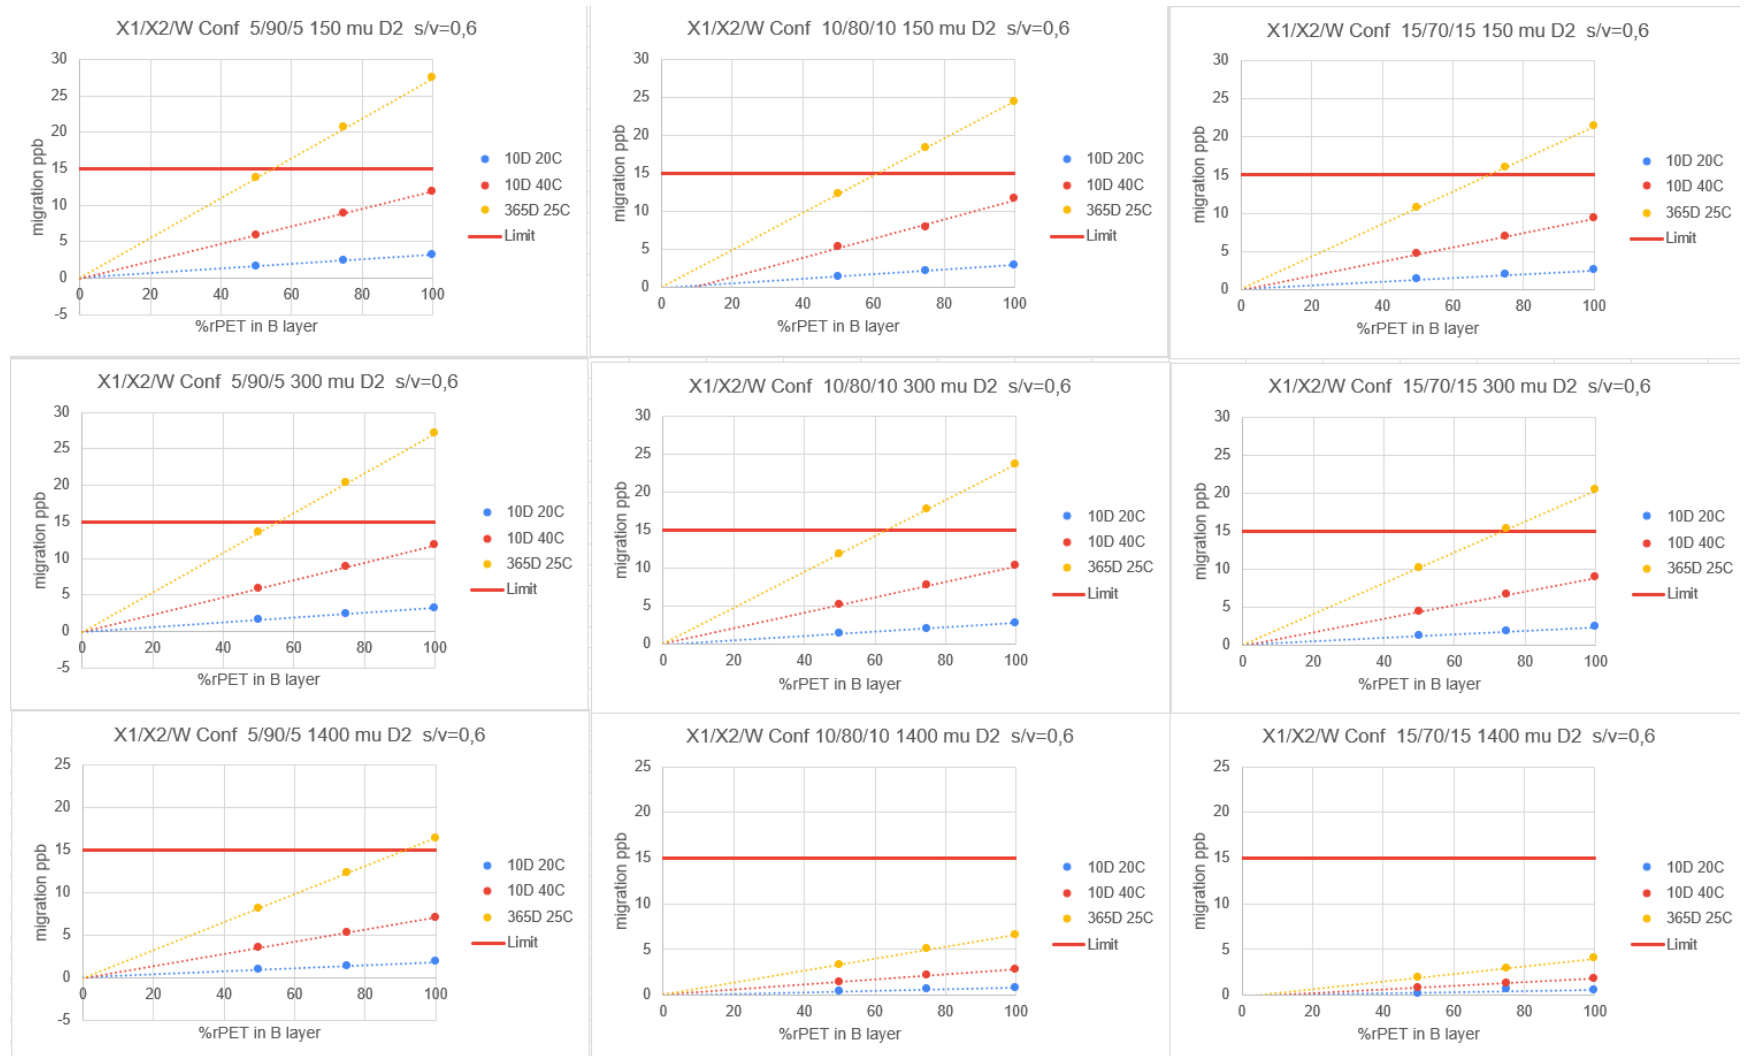 X1/X2/W Conf 5/90/5 150 mu D2 s/v=0,6
30
25
20
15
10
5
0
-5
0 20 40 60 80 100
migration ppb
%rPET in B layer
10D 20C
10D 40C
365D 25C
Limit
X1/X2/W Conf 10/80/10 150 mu D2 s/v=0,6
30
25
20
15
10
5
0
0 20 40 60 80 100
migration ppb
%rPET in B layer
10D 20C
10D 40C
365D 25C
Limit
X1/X2/W Conf 15/70/15 150 mu D2 s/v=0,6
30
25
20
15
10
5
0
0 20 40 60 80 100
migration ppb
%rPET in B layer
10D 20C
10D 40C
365D 25C
Limit
X1/X2/W Conf 5/90/5 300 mu D2 s/v=0,6
30
25
20
15
10
5
0
-5
0 20 40 60 80 100
migration ppb
%rPET in B layer
10D 20C
10D 40C
365D 25C
Limit
X1/X2/W Conf 10/80/10 300 mu D2 s/v=0,6
30
25
20
15
10
5
0
0 20 40 60 80 100
migration ppb
%rPET in B layer
10D 20C
10D 40C
365D 25C
Limit
X1/X2/W Conf 15/70/15 300 mu D2 s/v=0,6
30
25
20
15
10
5
0
0 20 40 60 80 100
migration ppb
%rPET in B layer
10D 20C
10D 40C
365D 25C
Limit
X1/X2/W Conf 5/90/5 1400 mu D2 s/v=0,6
25
20
15
10
5
0
-5
0 20 40 60 80 100
migration ppb
%rPET in B layer
10D 20C
10D 40C
365D 25C
Limit
X1/X2/W Conf 10/80/10 1400 mu D2 s/v=0,6
25
20
15
10
5
0
0 20 40 60 80 100
migration ppb
%rPET in B layer
10D 20C
10D 40C
365D 25C
Limit
X1/X2/W Conf 15/70/15 1400 mu D2 s/v=0,6
25
20
15
10
5
0
0 20 40 60 80 100
migration ppb
%rPET in B layer
10D 20C
10D 40C
365D 25C
Limit